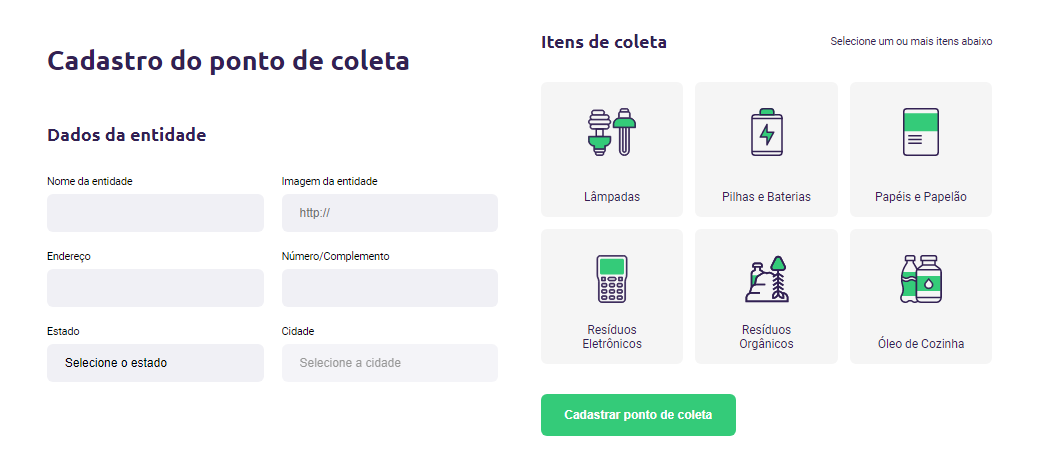 Cadastro do ponto de coleta
Dados da entidade
Nome da entidade
Imagem da entidade
http://
Endereço
Número/Complemento
Estado
Cidade
Selecione o estado
Selecione a cidade
Itens de coleta
Selecione um ou mais itens abaixo
Lâmpadas
Pilhas e Baterias
Papéis e Papelão
Resíduos
Eletrônicos
Resíduos
Orgânicos
Óleo de Cozinha
Cadastrar ponto de coleta